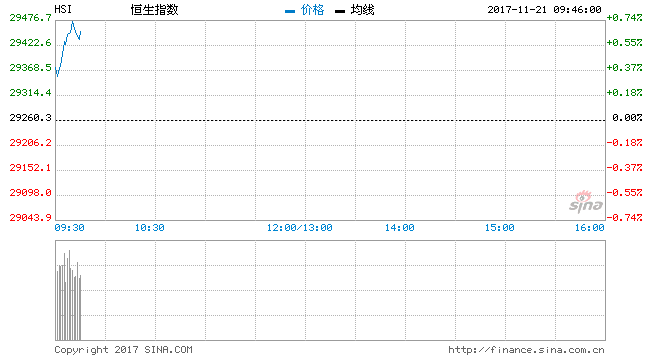 HSI 恒生指数 价格 均线 2017-11-21 09:46:00
29476.7 +0.74%
29422.6 +0.55%
29368.5 +0.37%
29314.4 +0.18%
29260.3 0.00%
29206.2 -0.18%
29152.1 -0.37%
29098.0 -0.55%
sina
29043.9 -0.74%
09:30 10:30 12:00/13:00 14:00 15:00 16:00
Copyright 2017 SINA.COM http://finance.sina.com.cn